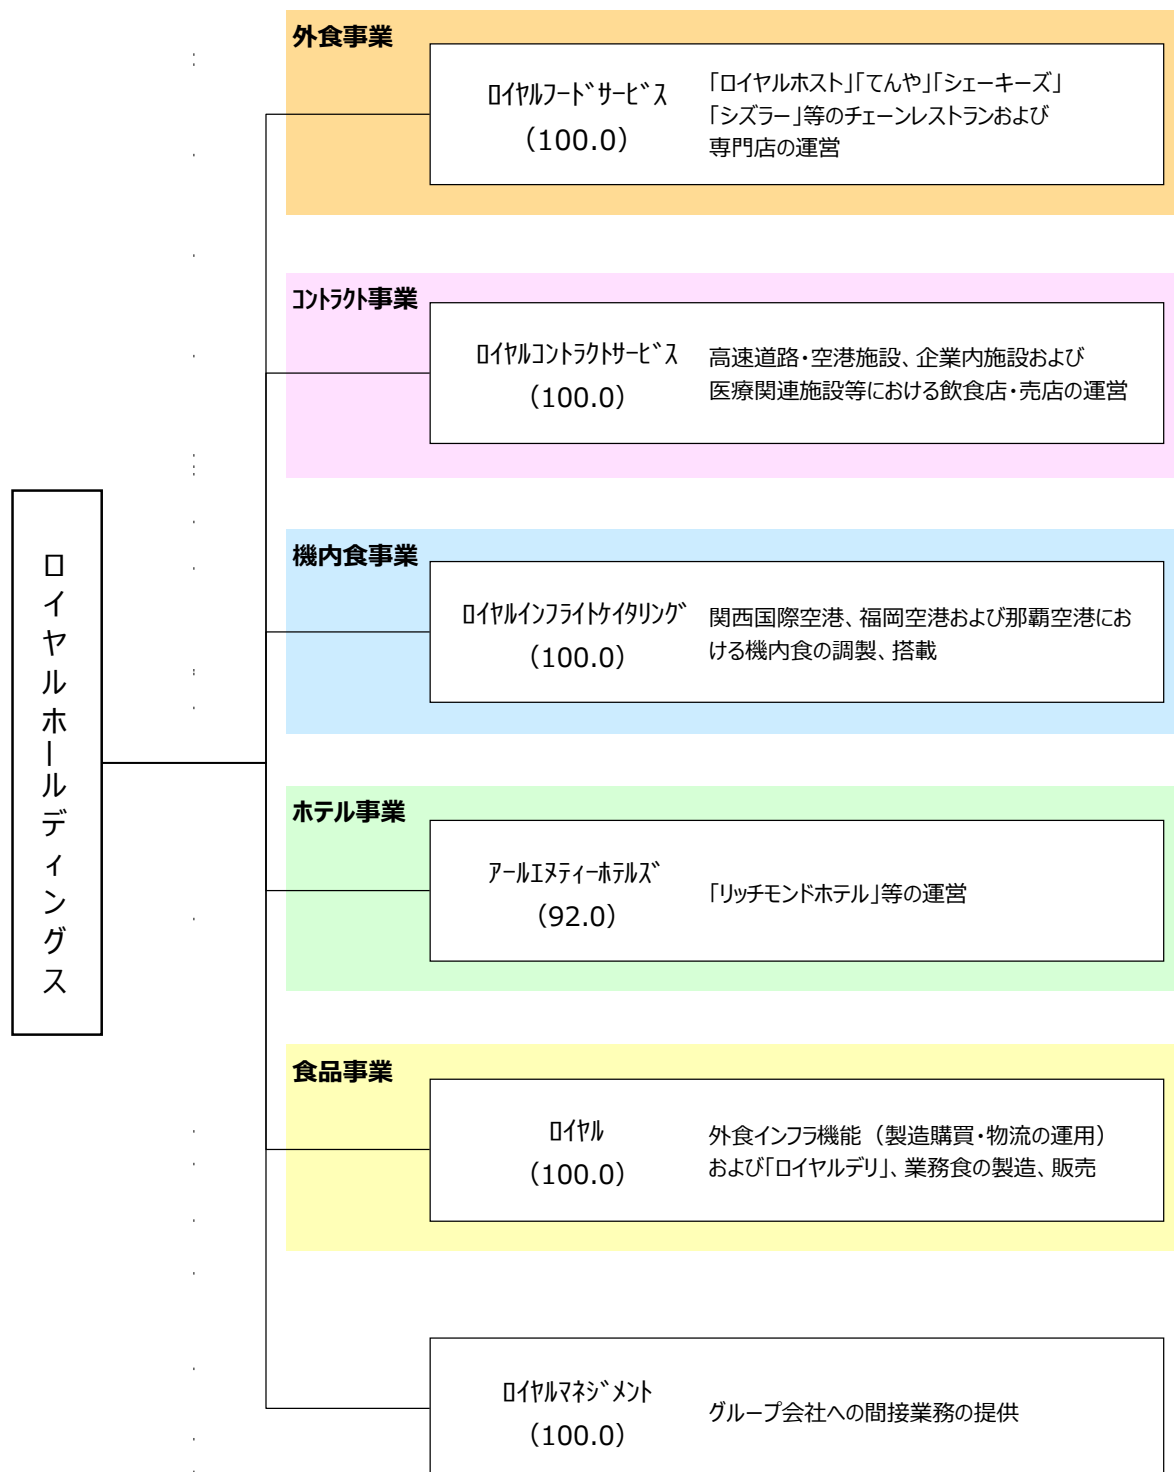 ロイヤルホールディングス
外食事業
ﾛｲﾔﾙﾌｰﾄﾞｻｰﾋﾞｽ
（100.0）
「ロイヤルホスト」「てんや」「シェーキーズ」
「シズラー」等のチェーンレストランおよび
専門店の運営
ｺﾝﾄﾗｸﾄ事業
ﾛｲﾔﾙｺﾝﾄﾗｸﾄｻｰﾋﾞｽ
（100.0）
高速道路・空港施設、企業内施設および
医療関連施設等における飲食店・売店の運営
機内食事業
ﾛｲﾔﾙｲﾝﾌﾗｲﾄｹｲﾀﾘﾝｸﾞ
（100.0）
関西国際空港、福岡空港および那覇空港にお
ける機内食の調製、搭載
ホテル事業
ｱｰﾙｴﾇﾃｨｰﾎﾃﾙｽﾞ
（92.0）
「リッチモンドホテル」等の運営
食品事業
ﾛｲﾔﾙ
（100.0）
外食インフラ機能（製造購買・物流の運用）
および「ロイヤルデリ」、業務食の製造、販売
ﾛｲﾔﾙﾏﾈｼﾞﾒﾝﾄ
（100.0）
グループ会社への間接業務の提供